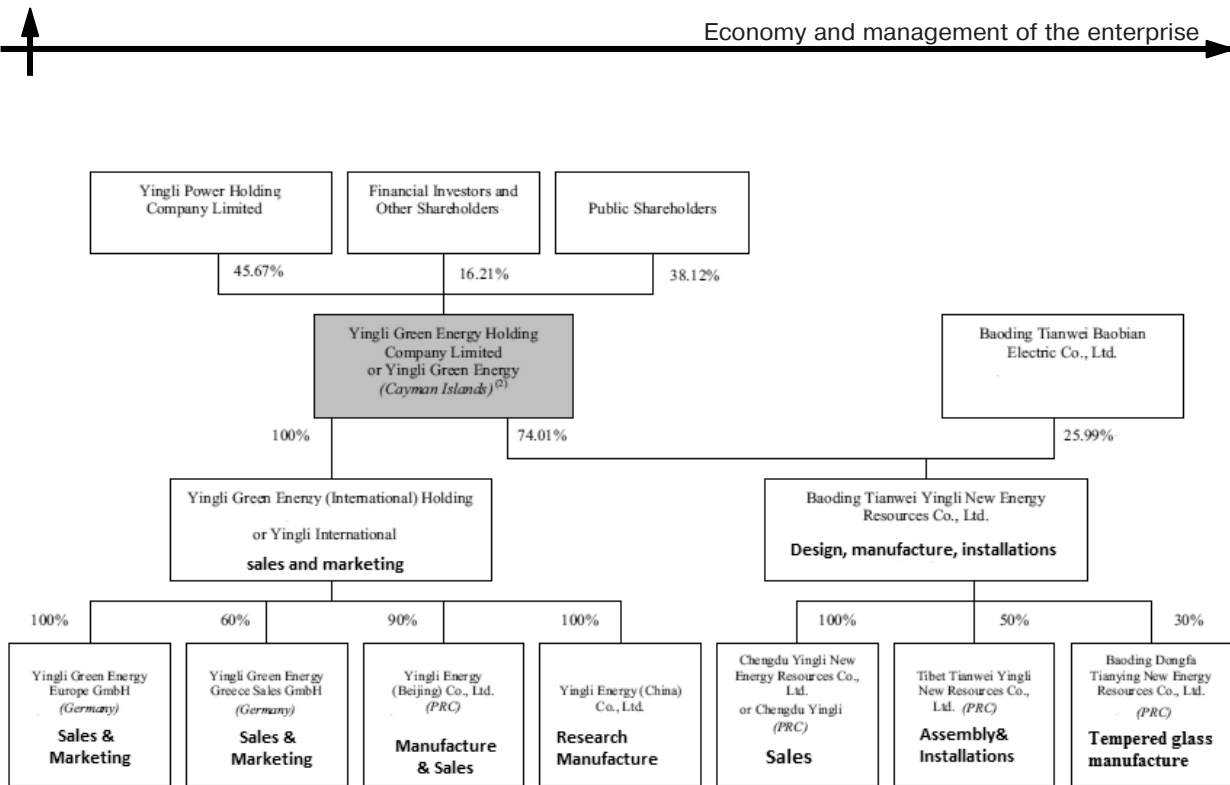 Economy and management of the enterprise
Yingli Power Holding
Company Limited
Financial Investors and
Other Shareholders
Public Shareholders
45.67%
16.21%
38.12%
Yingli Green Energy Holding
Company Limited
or Yingli Green Energy
(Cayman Islands)(2)
Baoding Tianwei Baobian
Electric Co., Ltd.
100%
74.01%
25.99%
Yingli Green Energy (International) Holding
or Yingli International
sales and marketing
Baoding Tianwei Yingli New Energy
Resources Co., Ltd.
Design, manufacture, installations
100%
60%
90%
100%
100%
50%
30%
Yingli Green Energy
Europe GmbH
(Germany)
Sales &
Marketing
Yingli Green Energy
Greece Sales GmbH
(Germany)
Sales &
Marketing
Yingli Energy
(Beijing) Co., Ltd.
(PRC)
Manufacture
& Sales
Yingli Energy (China)
Co., Ltd.
Research
Manufacture
Chengdu Yingli New
Energy Resources Co.,
Ltd.
or Chengdu Yingli
(PRC)
Sales
Tibet Tianwei Yingli
New Resources Co.,
Ltd. (PRC)
Assembly&
Installations
Baoding Dongfa
Tianying New Energy
Resources Co., Ltd.
(PRC)
Tempered glass
manufacture